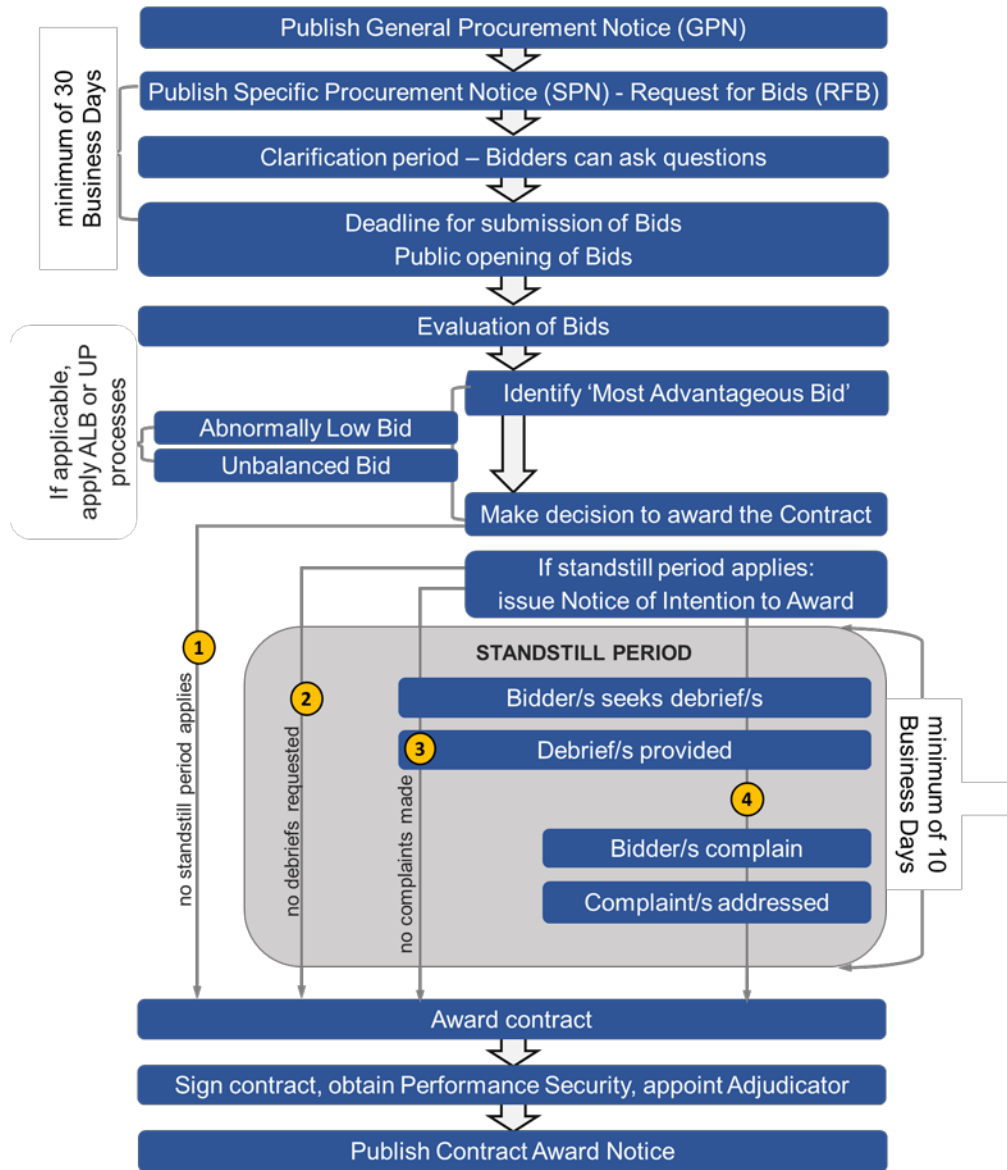 Publish General Procurement Notice (GPN)
minimum of 30
Business Days
Publish Specific Procurement Notice (SPN) - Request for Bids (RFB)
Clarification period – Bidders can ask questions
Deadline for submission of Bids
Public opening of Bids
Evaluation of Bids
If applicable,
apply ALB or UP
processes
Identify ‘Most Advantageous Bid’
Abnormally Low Bid
Unbalanced Bid
Make decision to award the Contract
If standstill period applies:
issue Notice of Intention to Award
1
no standstill period applies
2
no debriefs requested
STANDSTILL PERIOD
Bidder/s seeks debrief/s
3
Debrief/s provided
no complaints made
4
Bidder/s complain
Complaint/s addressed
minimum of 10
Business Days
Award contract
Sign contract, obtain Performance Security, appoint Adjudicator
Publish Contract Award Notice